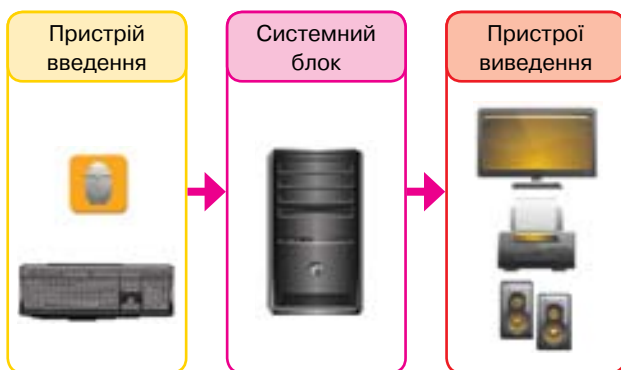 Пристрій
введення
Системний
блок
Пристрої
виведення